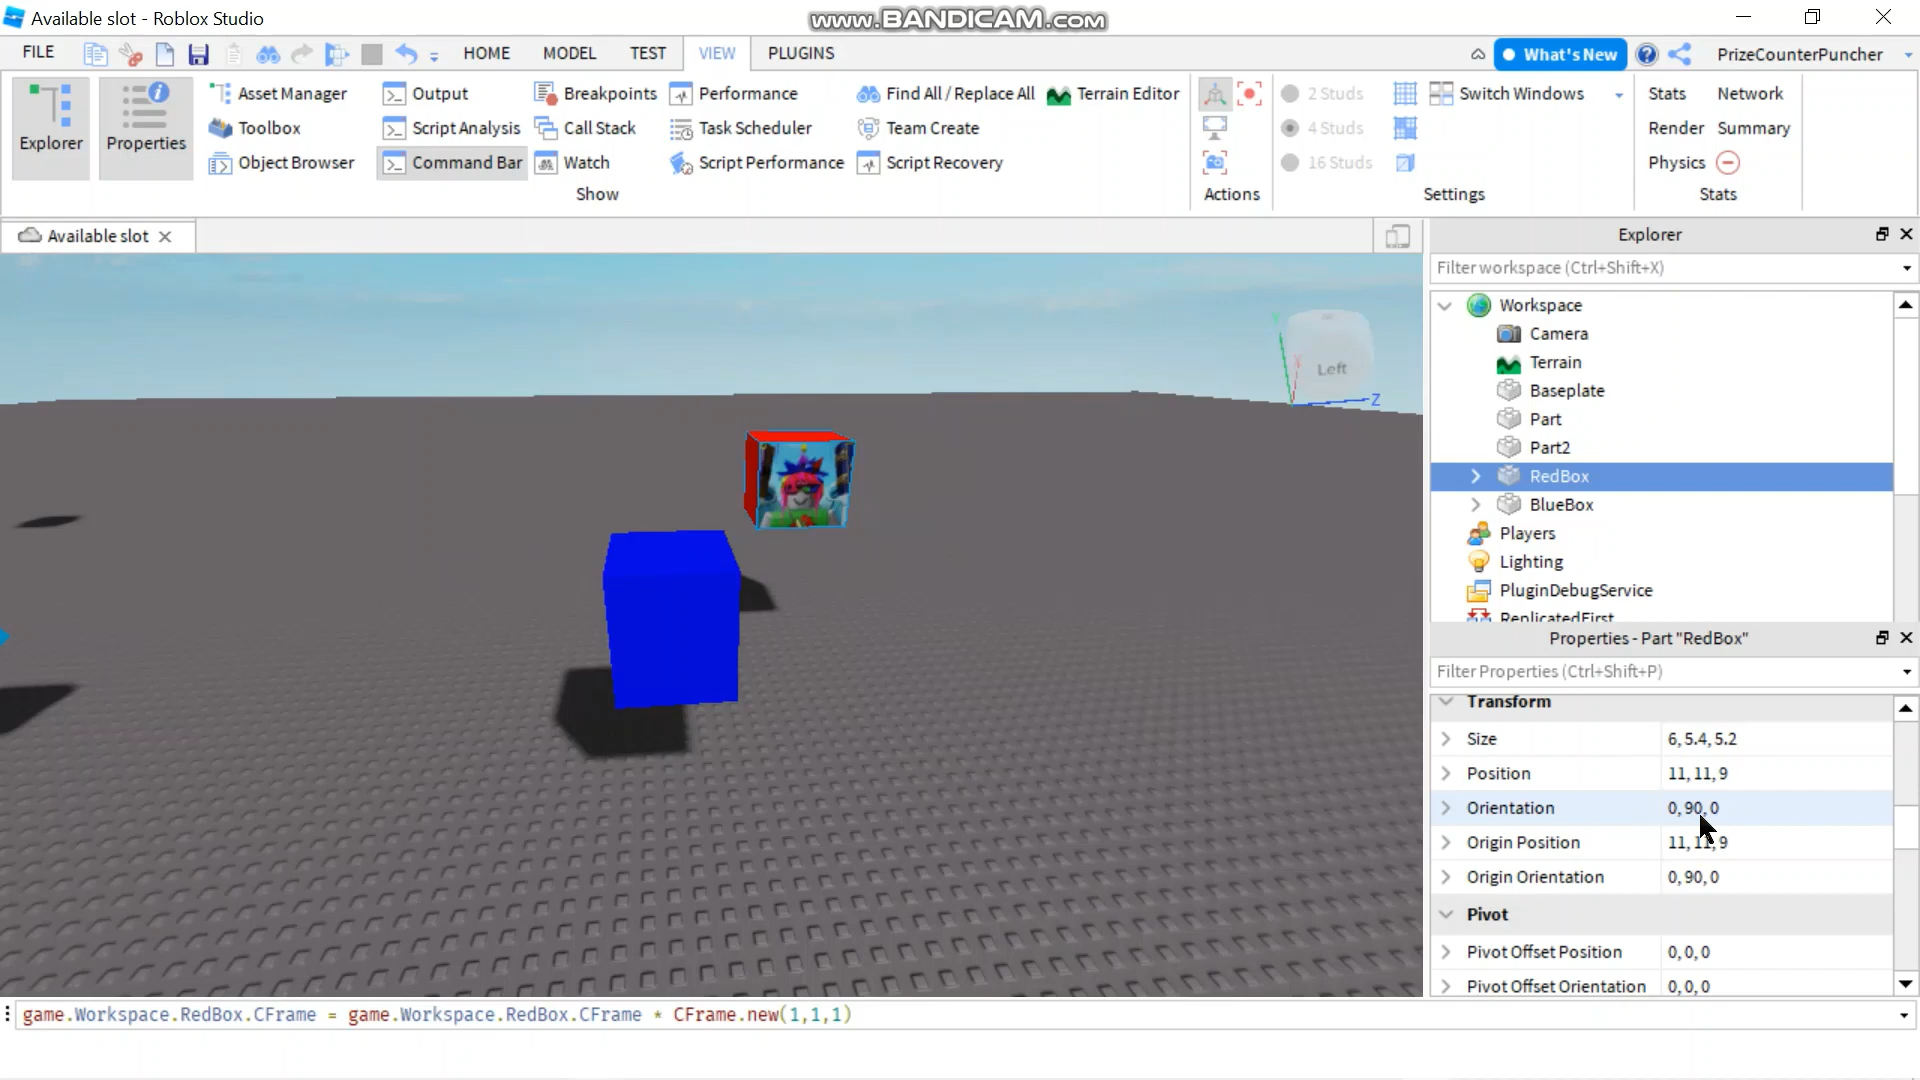 Available slot - Roblox Studio
www.BANDICAM.com
FILE HOME MODEL TEST VIEW PLUGINS What's New PrizeCounterPuncher
Explorer
Properties
Asset Manager
Toolbox
Object Browser
Output
Script Analysis
Command Bar
Breakpoints
Call Stack
Watch
Performance
Task Scheduler
Script Performance
Find All / Replace All
Team Create
Script Recovery
Terrain Editor
Show
Actions
2 Studs
4 Studs
16 Studs
Switch Windows
Settings
Stats Network
Render Summary
Physics
Stats
Available slot
Left
Z
Explorer
Filter workspace (Ctrl+Shift+X)
Workspace
Camera
Terrain
Baseplate
Part
Part2
RedBox
BlueBox
Players
Lighting
PluginDebugService
ReplicatedFirst
Properties - Part "RedBox"
Filter Properties (Ctrl+Shift+P)
Transform
Size 6, 5.4, 5.2
Position 11, 11, 9
Orientation 0, 90, 0
Origin Position 11, 11, 9
Origin Orientation 0, 90, 0
Pivot
Pivot Offset Position 0, 0, 0
Pivot Offset Orientation 0, 0, 0
game.Workspace.RedBox.CFrame = game.Workspace.RedBox.CFrame * CFrame.new(1,1,1)